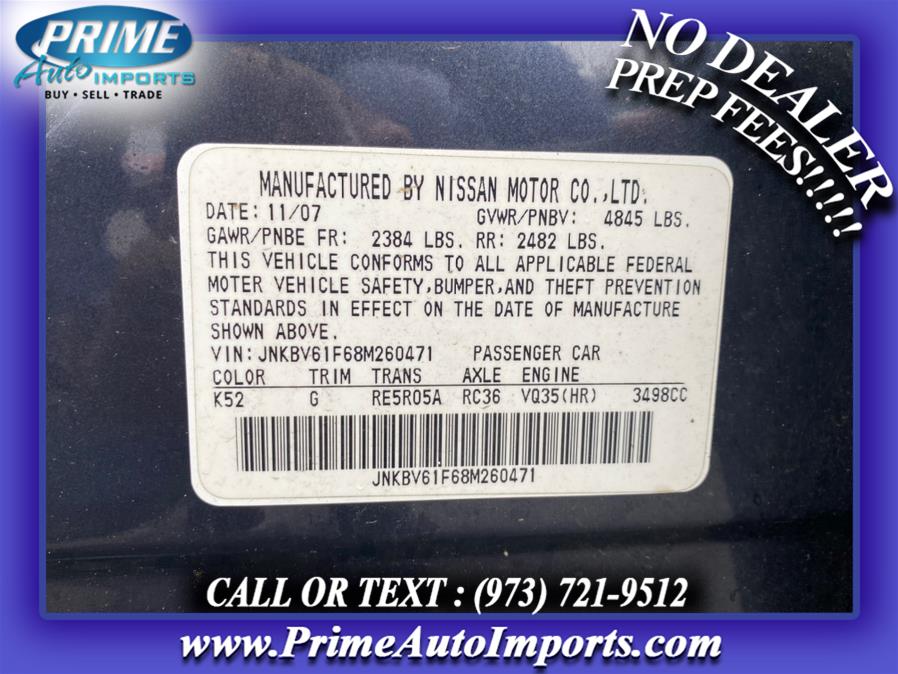 PRIME
Auto IMPORTS
BUY • SELL • TRADE
NO DEALER
PREP FEES!!!!!
MANUFACTURED BY NISSAN MOTOR CO.,LTD.
DATE: 11/07 GVWR/PNBV: 4845 LBS.
GAWR/PNBE FR: 2384 LBS. RR: 2482 LBS.
THIS VEHICLE CONFORMS TO ALL APPLICABLE FEDERAL
MOTER VEHICLE SAFETY,BUMPER,AND THEFT PREVENTION
STANDARDS IN EFFECT ON THE DATE OF MANUFACTURE
SHOWN ABOVE.
VIN:JNKBV61F68M260471 PASSENGER CAR
COLOR TRIM TRANS AXLE ENGINE
K52 G RE5R05A RC36 VQ35(HR) 3498CC
JNKBV61F68M260471
CALL OR TEXT : (973) 721-9512
www.PrimeAutoImports.com